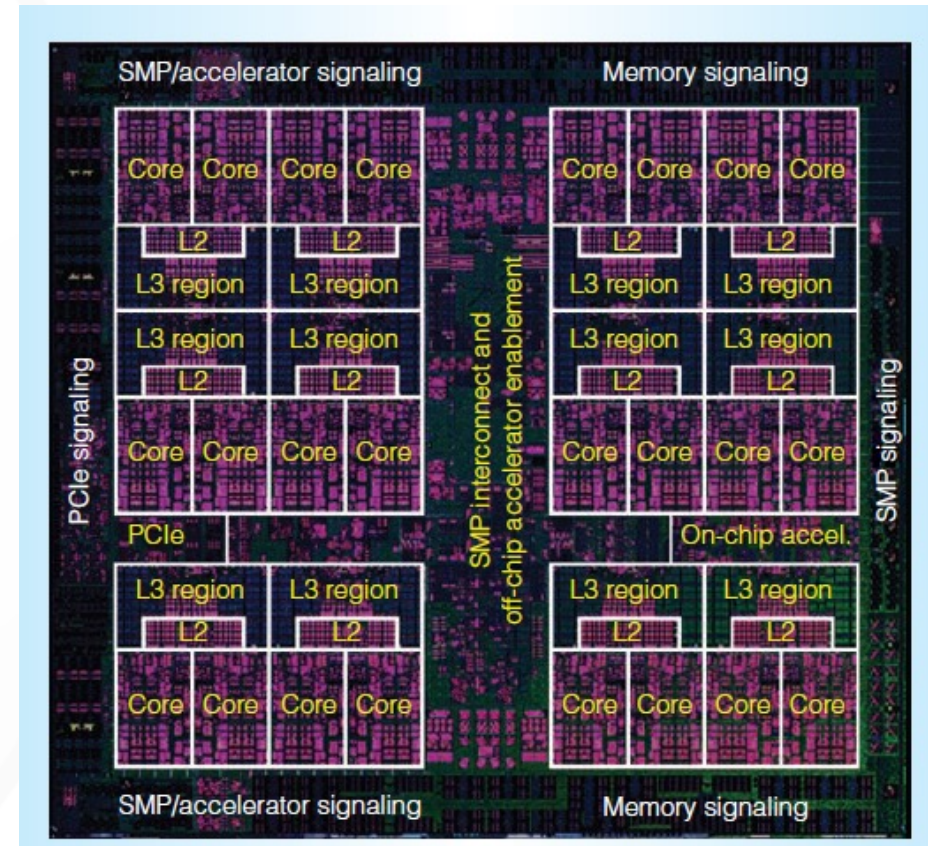 SMP/accelerator signaling Memory signaling
Core Core Core Core Core Core Core Core
L2 L2 L2 L2
L3 region L3 region L3 region L3 region
L3 region L3 region L3 region L3 region
L2 L2 L2 L2
Core Core Core Core Core Core Core Core
PCIe signaling
SMP interconnect and
off-chip accelerator enablement
SMP signaling
PCIe On-chip accel.
L3 region L3 region L3 region L3 region
L2 L2 L2 L2
Core Core Core Core Core Core Core Core
SMP/accelerator signaling Memory signaling